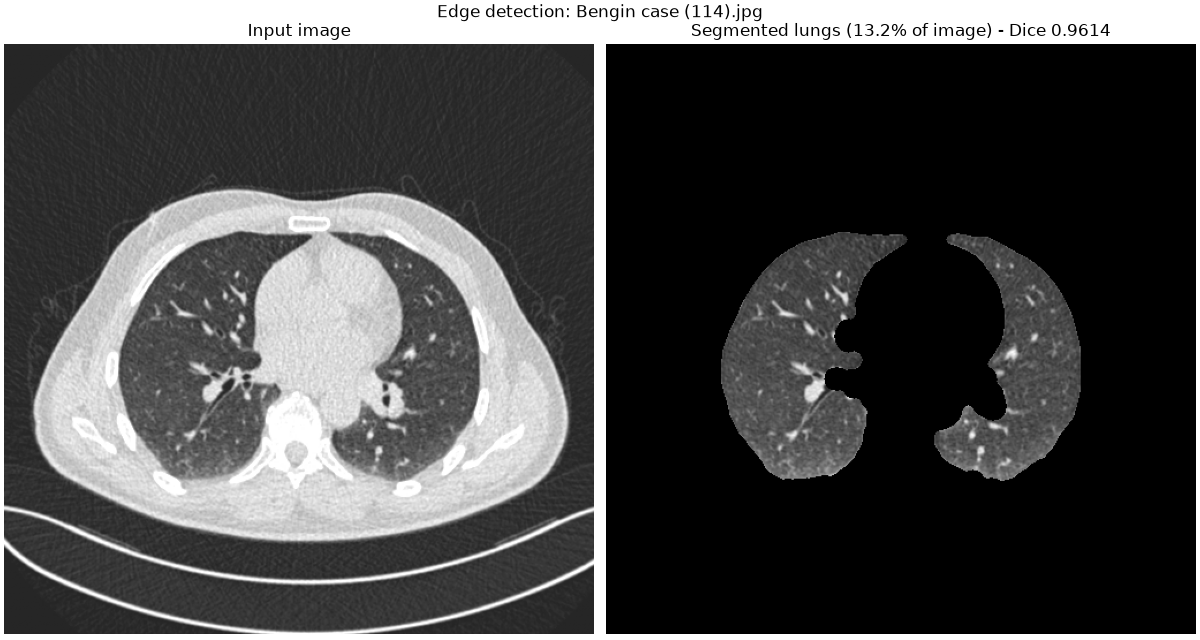 Edge detection: Bengin case (114).jpg
Input image
Segmented lungs (13.2% of image) - Dice 0.9614